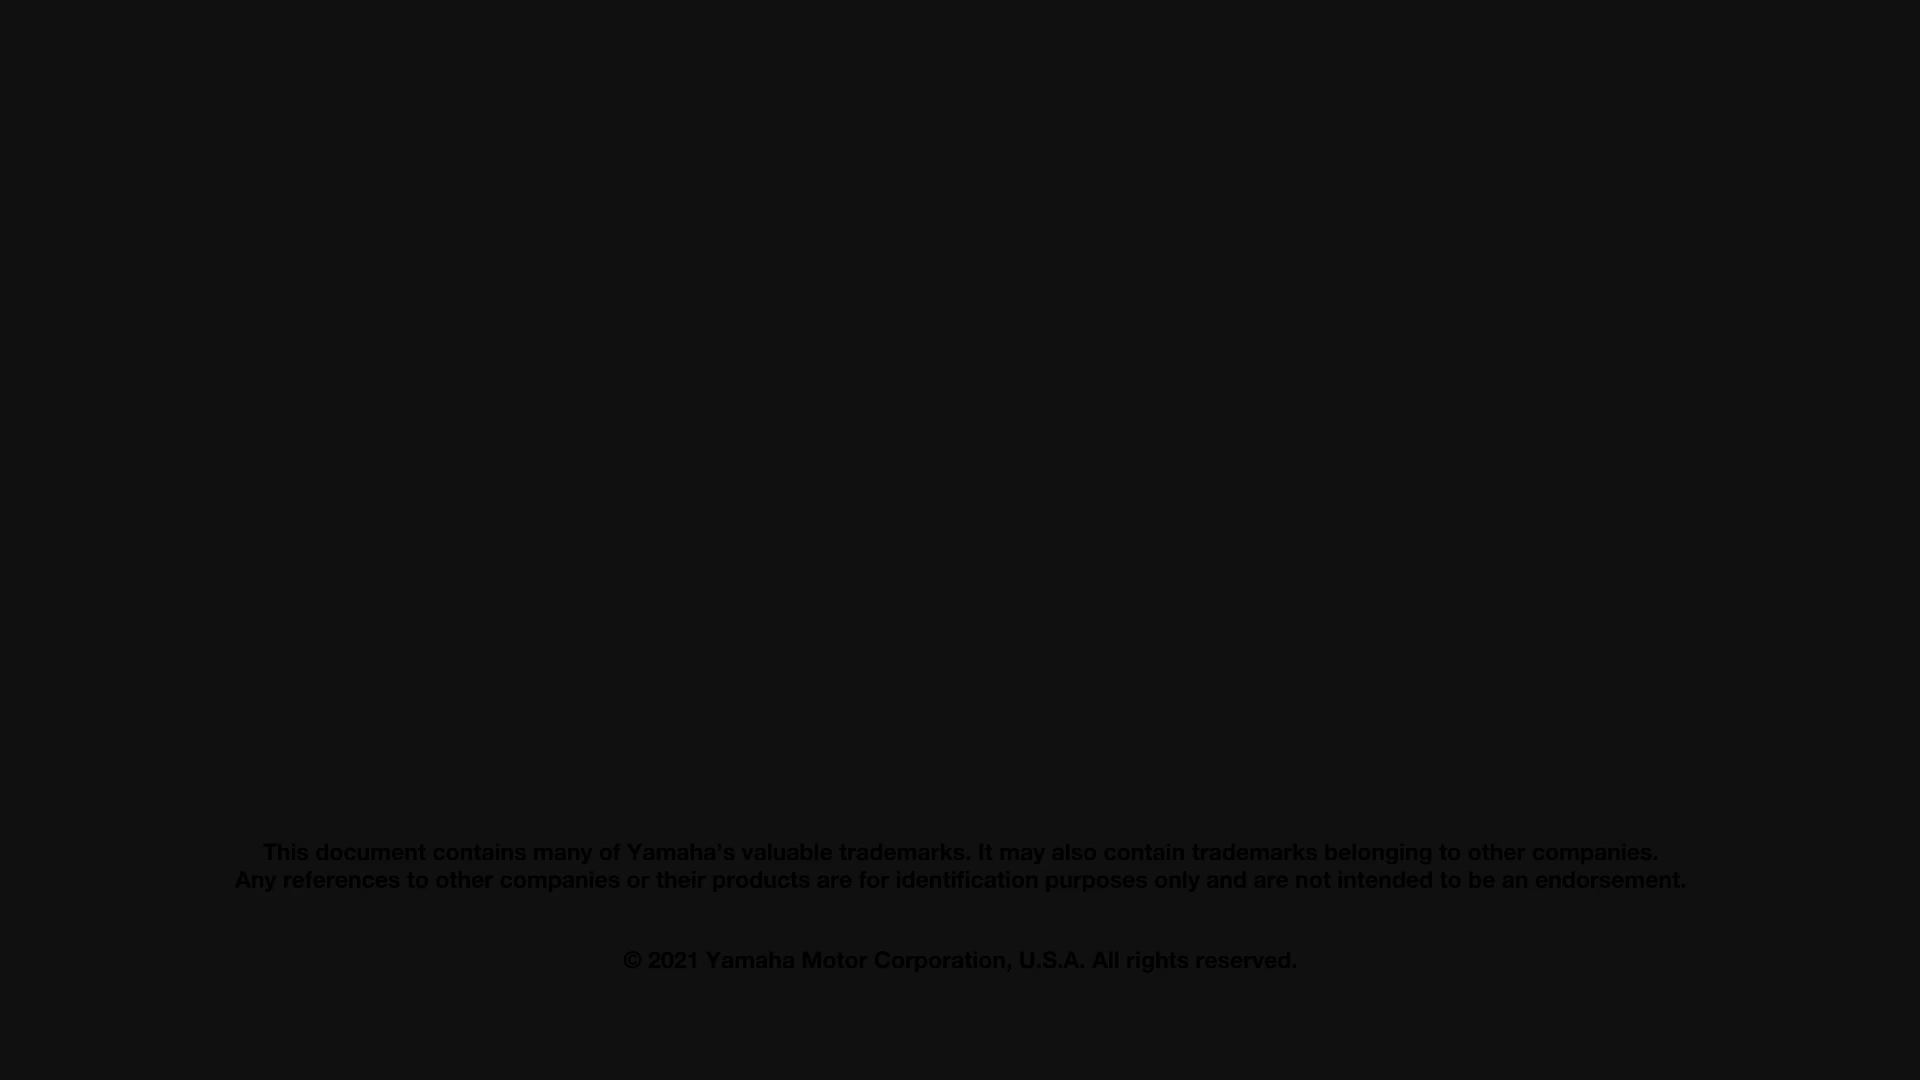 This document contains many of Yamaha’s valuable trademarks. It may also contain trademarks belonging to other companies.
Any references to other companies or their products are for identification purposes only and are not intended to be an endorsement.
© 2021 Yamaha Motor Corporation, U.S.A. All rights reserved.